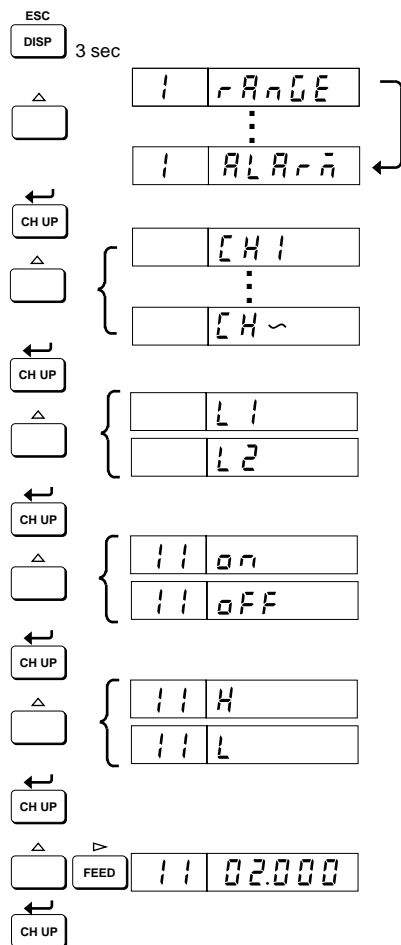 ESC
DISP 3 sec
1 rAnGE
1 ALArm
CH UP
CH1
CH
CH UP
L1
L2
CH UP
11 on
11 oFF
CH UP
11 H
11 L
CH UP
FEED 11 02.000
CH UP